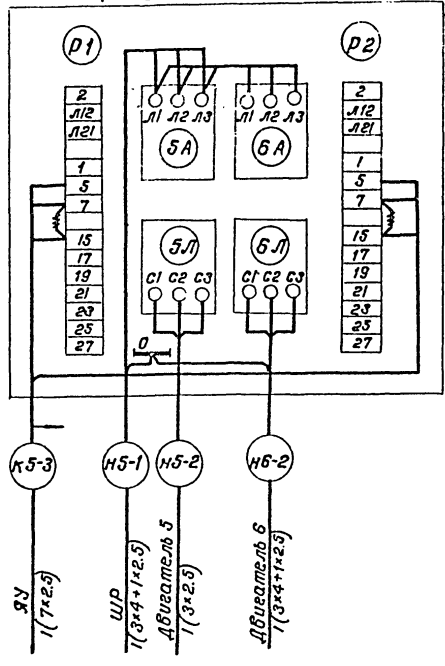 Р1
Р2
2
Л12
Л21
1
5
7
15
17
19
21
23
25
27
Л1 Л2 Л3
5А
Л1 Л2 Л3
6А
5Л
С1 С2 С3
6Л
С1 С2 С3
2
Л12
Л21
1
5
7
15
17
19
21
23
25
27
0
К5-3
Н5-1
Н5-2
Н6-2
ЯУ
1(7×2.5)
ШР
1(3×4+1×2.5)
Двигатель 5
1(3×2.5)
Двигатель 6
1(3×4+1×2.5)